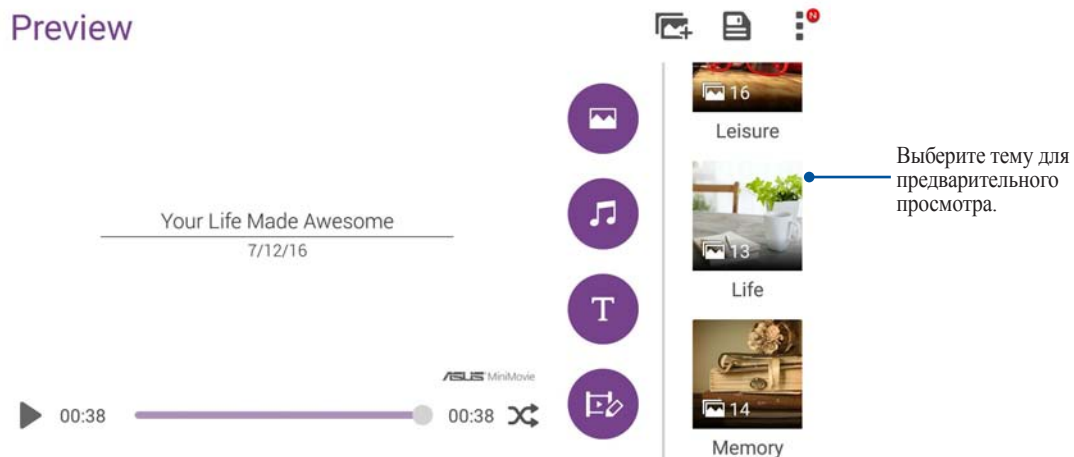 Preview
N
16
Leisure
Your Life Made Awesome
7/12/16
T
13
Life
Выберите тему для
предварительного
просмотра.
ASUS MiniMovie
00:38
00:38
14
Memory